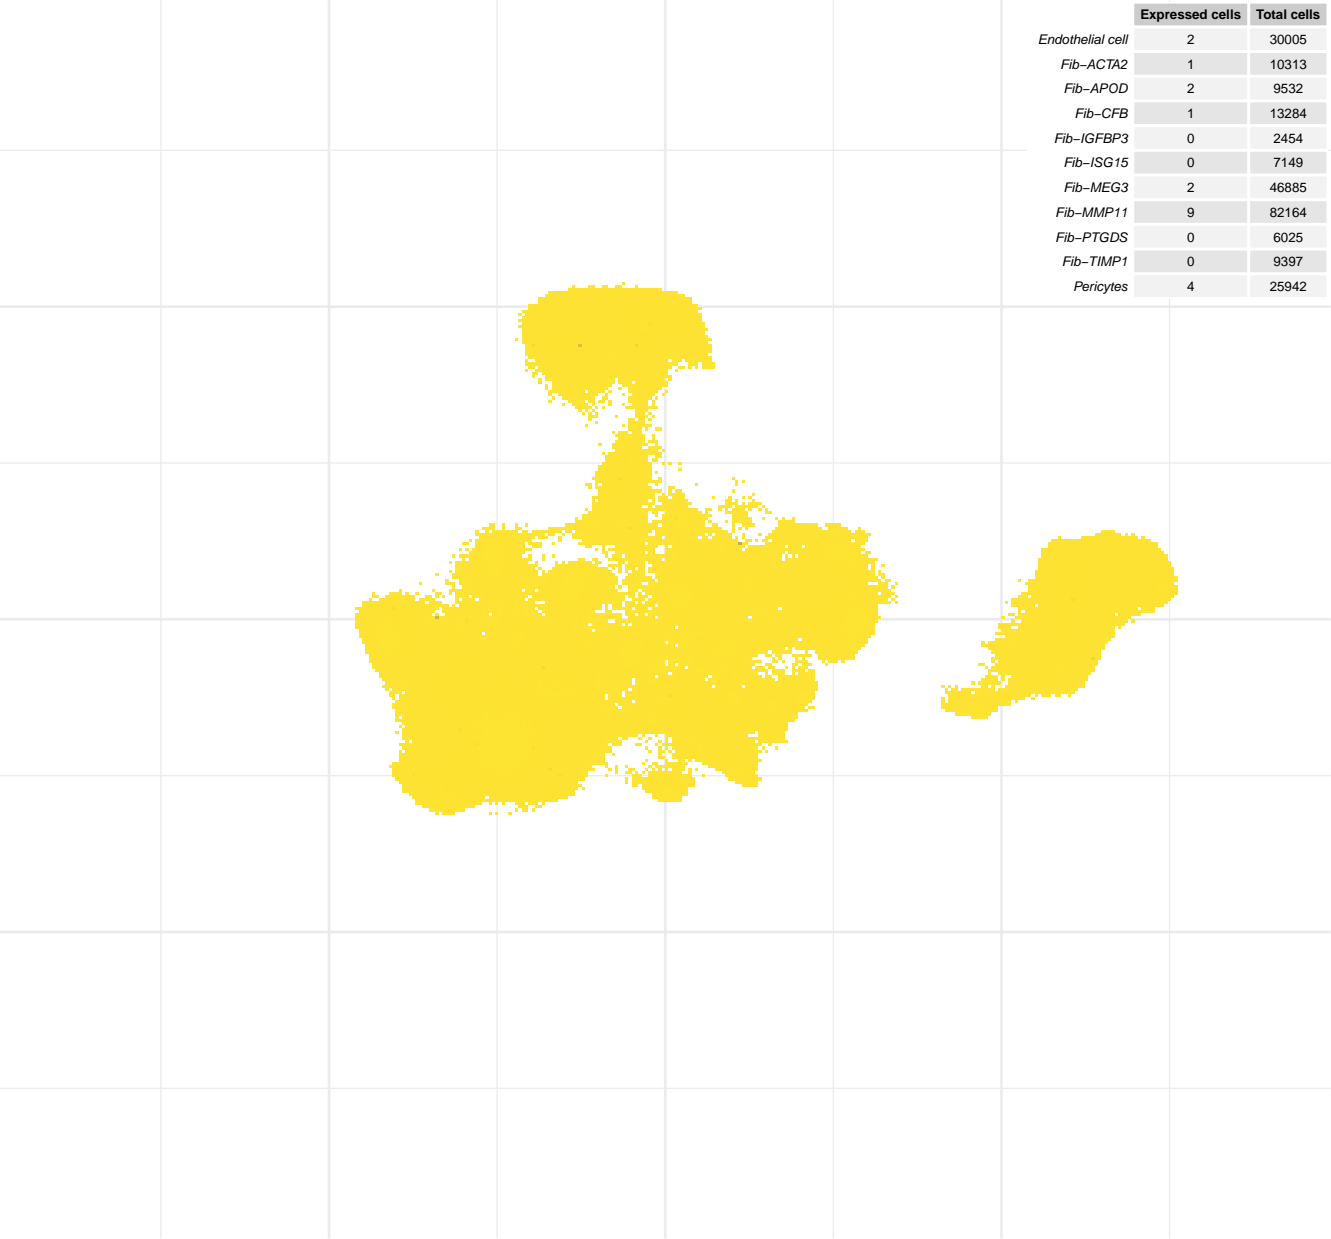 Expressed cells Total cells
Endothelial cell 2 30005
Fib−ACTA2 1 10313
Fib−APOD 2 9532
Fib−CFB 1 13284
Fib−IGFBP3 0 2454
Fib−ISG15 0 7149
Fib−MEG3 2 46885
Fib−MMP11 9 82164
Fib−PTGDS 0 6025
Fib−TIMP1 0 9397
Pericytes 4 25942